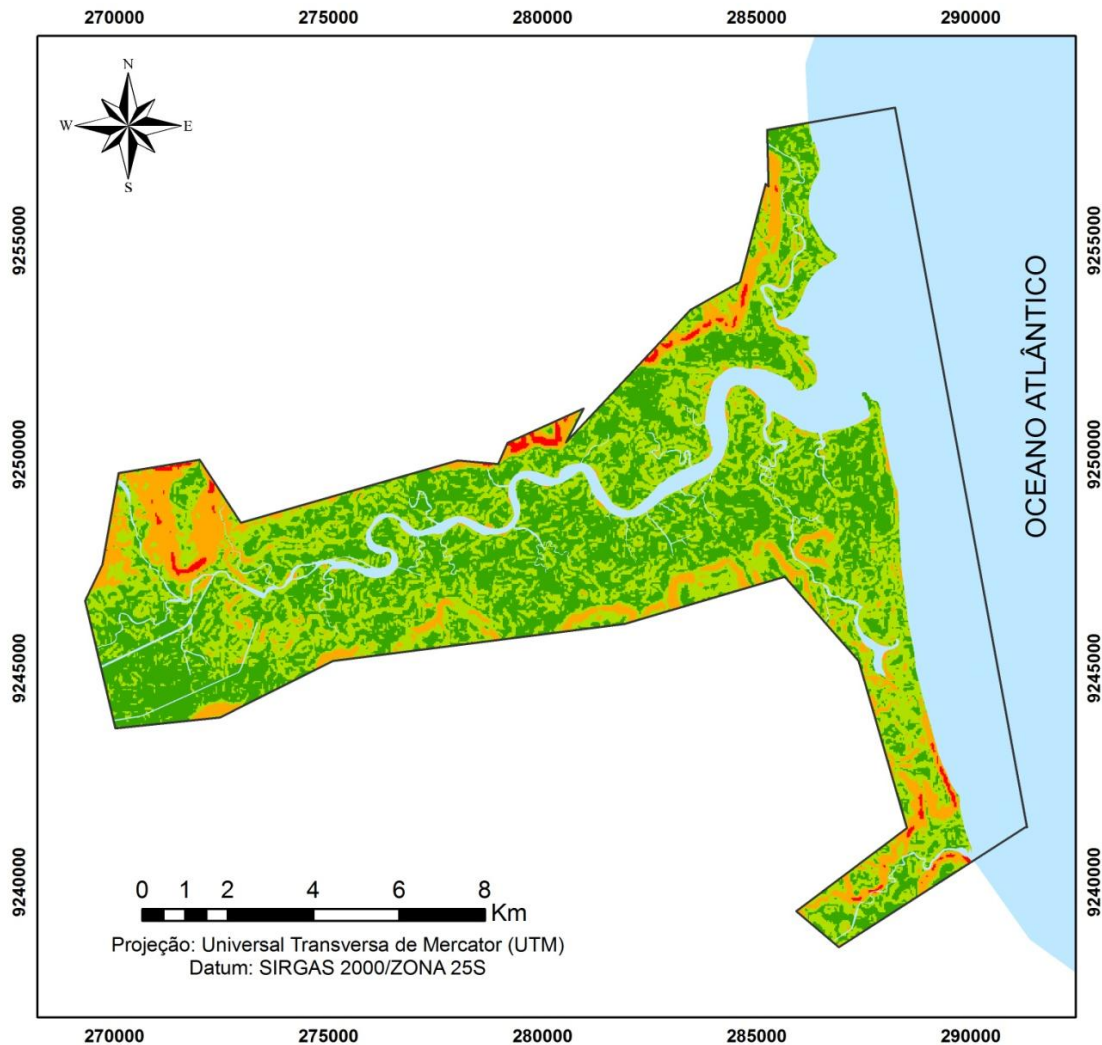 270000 275000 280000 285000 290000
N
W E
S
9255000 9255000
OCEANO ATLÂNTICO
9250000 9250000
9245000 9245000
9240000 9240000
0 1 2 4 6 8
Km
Projeção: Universal Transversa de Mercator (UTM)
Datum: SIRGAS 2000/ZONA 25S
270000 275000 280000 285000 290000